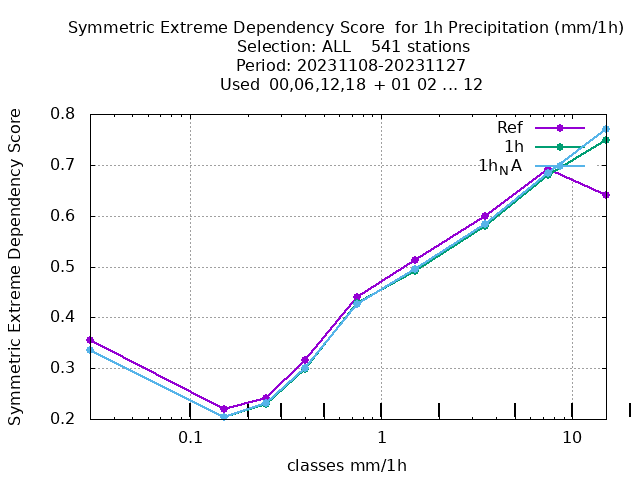 Symmetric Extreme Dependency Score  for 1h Precipitation (mm/1h)
Selection: ALL    541 stations
Period: 20231108-20231127
Used  00,06,12,18  + 01 02 ... 12
Symmetric Extreme Dependency Score
0.8
0.7
0.6
0.5
0.4
0.3
0.2
Ref
1h
1h_NA
0.1
1
10
classes mm/1h